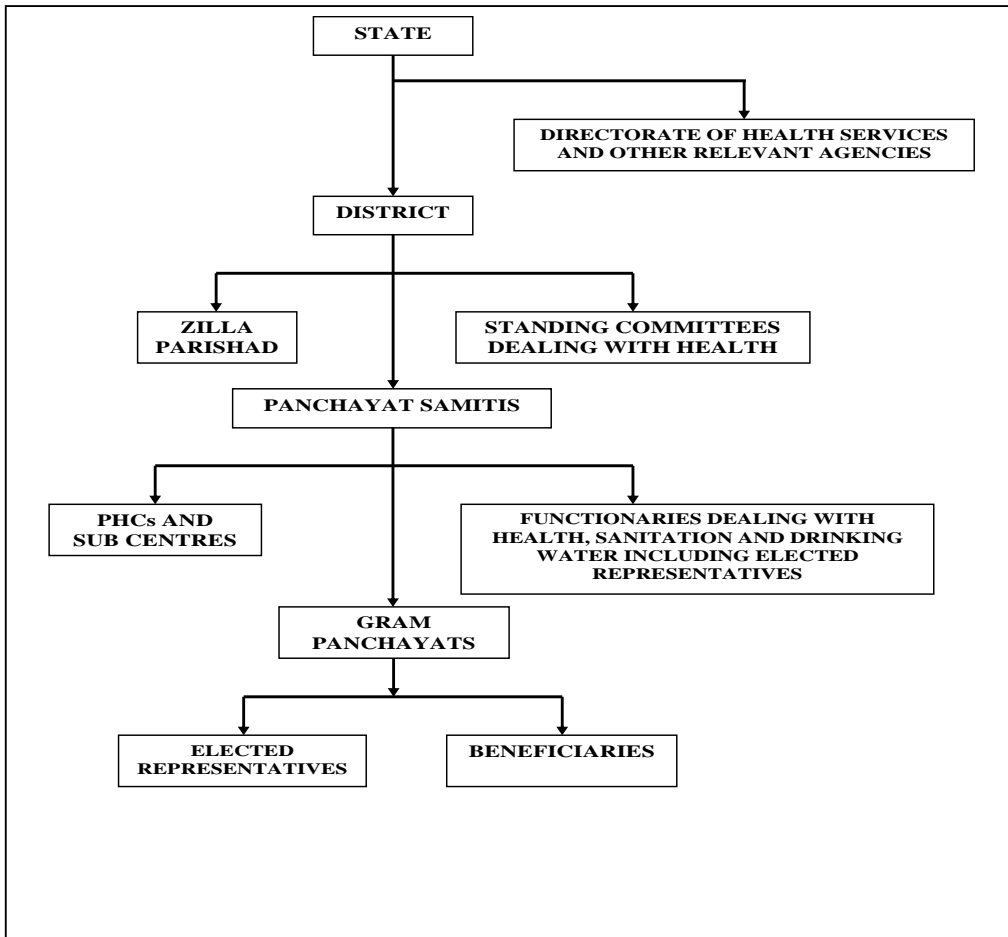 STATE
DIRECTORATE OF HEALTH SERVICES
AND OTHER RELEVANT AGENCIES
DISTRICT
ZILLA
PARISHAD
STANDING COMMITTEES
DEALING WITH HEALTH
PANCHAYAT SAMITIS
PHCs AND
SUB CENTRES
FUNCTIONARIES DEALING WITH
HEALTH, SANITATION AND DRINKING
WATER INCLUDING ELECTED
REPRESENTATIVES
GRAM
PANCHAYATS
ELECTED
REPRESENTATIVES
BENEFICIARIES